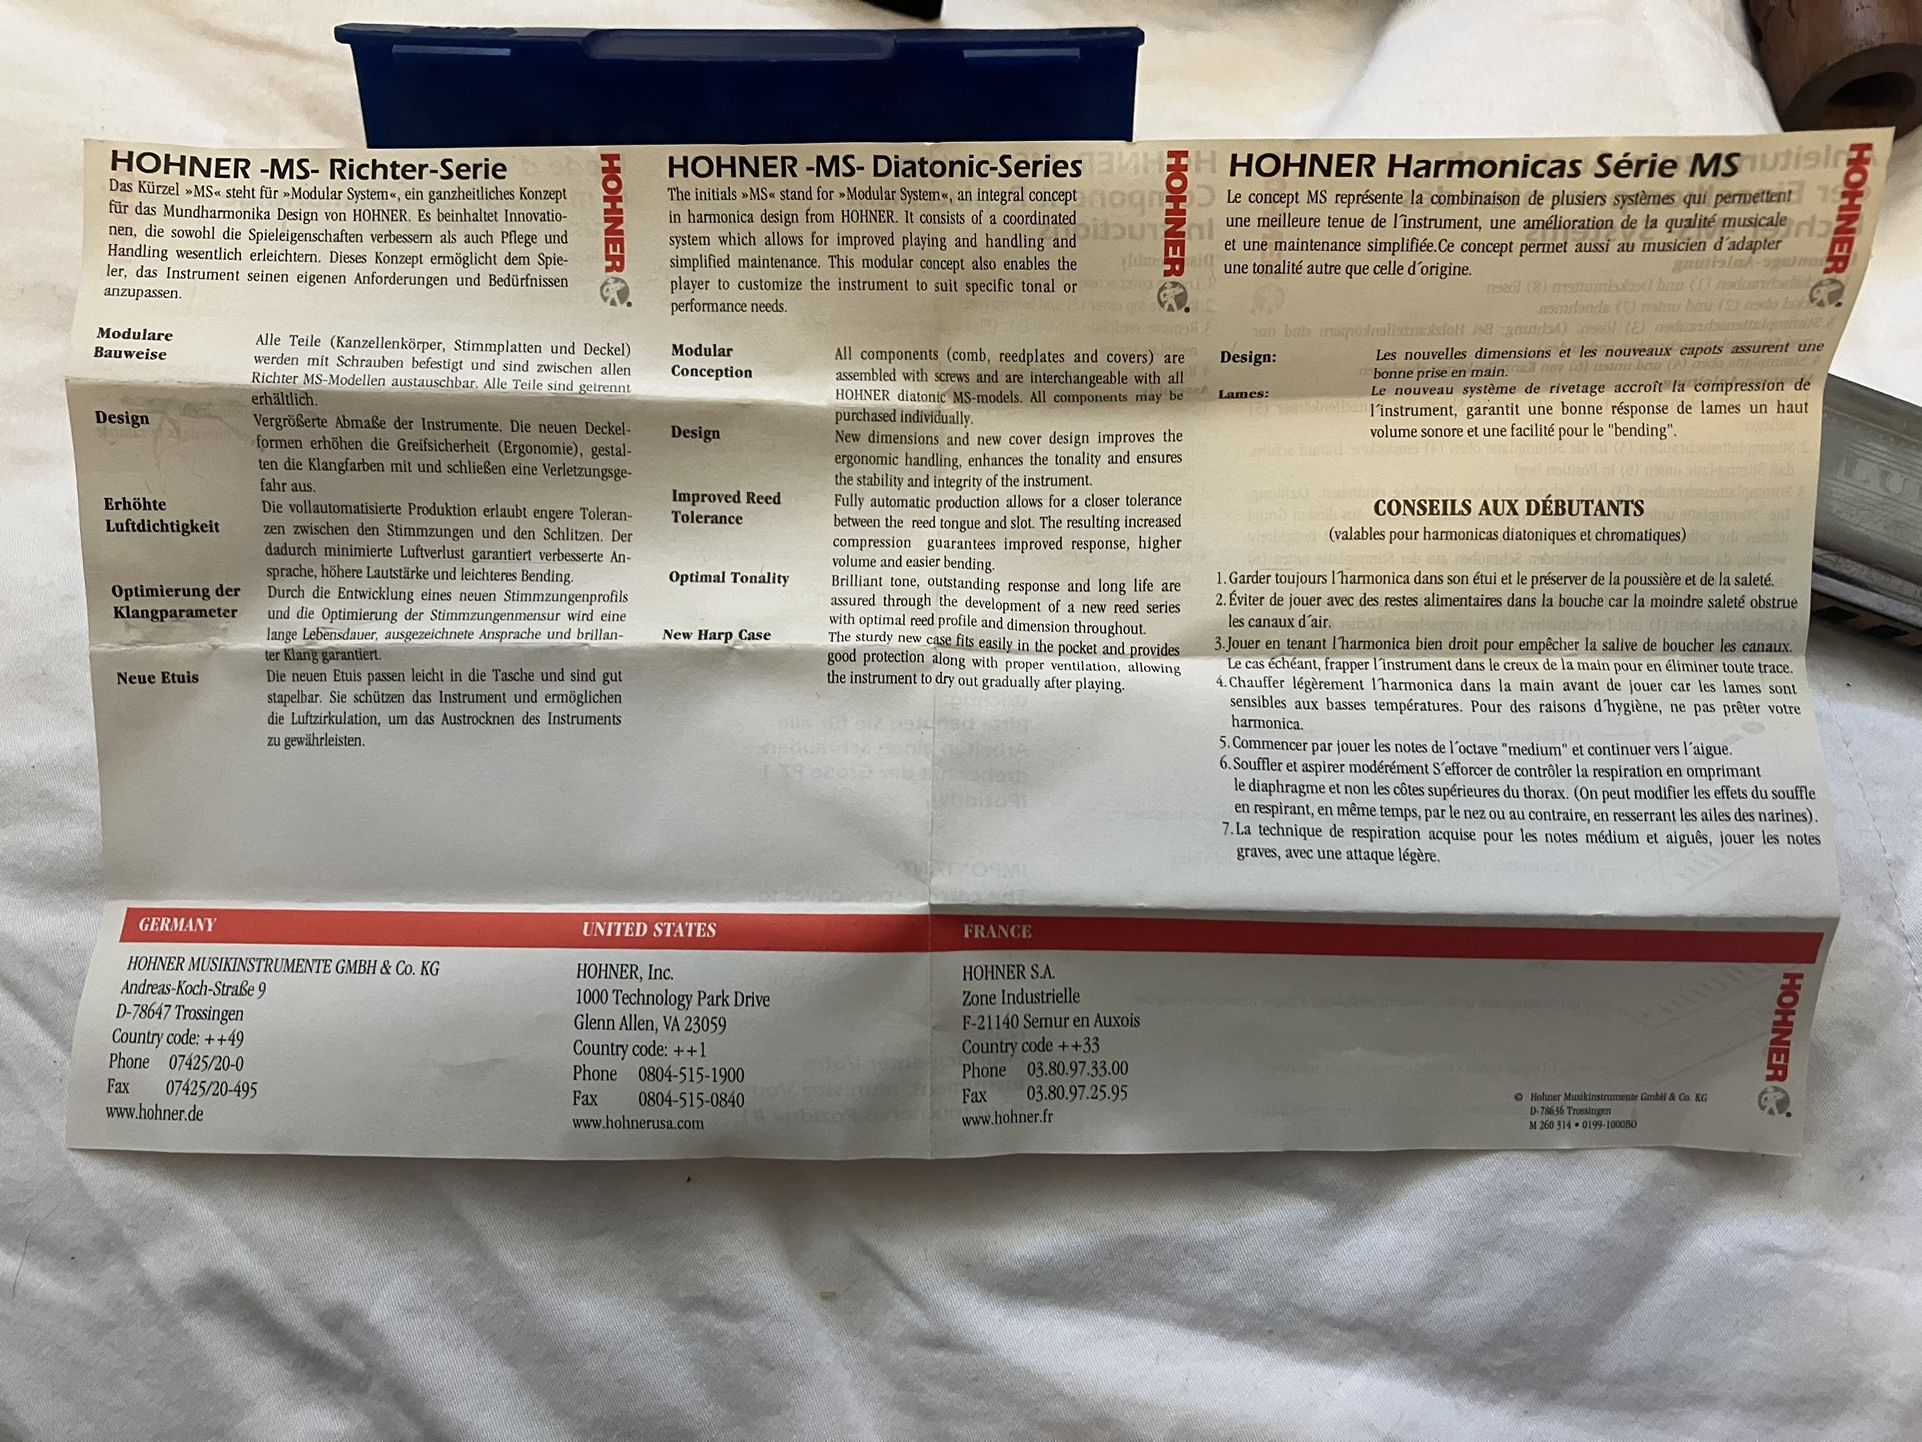 HOHNER -MS- Richter-Serie
Das Kürzel »MS« steht für »Modular System«, ein ganzheitliches Konzept
für das Mundharmonika Design von HOHNER. Es beinhaltet Innovatio-
nen, die sowohl die Spieleigenschaften verbessern als auch Pflege und
Handling wesentlich erleichtern. Dieses Konzept ermöglicht dem Spie-
ler, das Instrument seinen eigenen Anforderungen und Bedürfnissen
anzupassen.
HOHNER
Modulare
Bauweise
Alle Teile (Kanzellenkörper, Stimmplatten und Deckel)
werden mit Schrauben befestigt und sind zwischen allen
Richter MS-Modellen austauschbar. Alle Teile sind getrennt
erhältlich.
Design
Vergrößerte Abmaße der Instrumente. Die neuen Deckel-
formen erhöhen die Greifsicherheit (Ergonomie), gestal-
ten die Klangfarben mit und schließen eine Verletzungsge-
fahr aus.
Erhöhte
Luftdichtigkeit
Die vollautomatisierte Produktion erlaubt engere Toleran-
zen zwischen den Stimmzungen und den Schlitzen. Der
dadurch minimierte Luftverlust garantiert verbesserte An-
sprache, höhere Lautstärke und leichteres Bending.
Optimierung der
Klangparameter
Durch die Entwicklung eines neuen Stimmzungenprofils
und die Optimierung der Stimmzungenmensur wird eine
lange Lebensdauer, ausgezeichnete Ansprache und brillan-
ter Klang garantiert.
Neue Etuis
Die neuen Etuis passen leicht in die Tasche und sind gut
stapelbar. Sie schützen das Instrument und ermöglichen
die Luftzirkulation, um das Austrocknen des Instruments
zu gewährleisten.
HOHNER -MS- Diatonic-Series
The initials »MS« stand for »Modular System«, an integral concept
in harmonica design from HOHNER. It consists of a coordinated
system which allows for improved playing and handling and
simplified maintenance. This modular concept also enables the
player to customize the instrument to suit specific tonal or
performance needs.
HOHNER
Modular
Conception
All components (comb, reedplates and covers) are
assembled with screws and are interchangeable with all
HOHNER diatonic MS-models. All components may be
purchased individually.
Design
New dimensions and new cover design improves the
ergonomic handling, enhances the tonality and ensures
the stability and integrity of the instrument.
Improved Reed
Tolerance
Fully automatic production allows for a closer tolerance
between the reed tongue and slot. The resulting increased
compression guarantees improved response, higher
volume and easier bending.
Optimal Tonality
Brilliant tone, outstanding response and long life are
assured through the development of a new reed series
with optimal reed profile and dimension throughout.
New Harp Case
The sturdy new case fits easily in the pocket and provides
good protection along with proper ventilation, allowing
the instrument to dry out gradually after playing.
HOHNER Harmonicas Série MS
Le concept MS représente la combinaison de plusiers systèmes qui permettent
une meilleure tenue de l´instrument, une amélioration de la qualité musicale
et une maintenance simplifiée.Ce concept permet aussi au musicien d´adapter
une tonalité autre que celle d´origine.
HOHNER
Design:
Les nouvelles dimensions et les nouveaux capots assurent une
bonne prise en main.
Lames:
Le nouveau système de rivetage accroît la compression de
l´instrument, garantit une bonne résponse de lames un haut
volume sonore et une facilité pour le "bending".
CONSEILS AUX DÉBUTANTS
(valables pour harmonicas diatoniques et chromatiques)
1. Garder toujours l´harmonica dans son étui et le préserver de la poussière et de la saleté.
2. Éviter de jouer avec des restes alimentaires dans la bouche car la moindre saleté obstrue
les canaux d´air.
3. Jouer en tenant l´harmonica bien droit pour empêcher la salive de boucher les canaux.
Le cas échéant, frapper l´instrument dans le creux de la main pour en éliminer toute trace.
4. Chauffer légèrement l´harmonica dans la main avant de jouer car les lames sont
sensibles aux basses températures. Pour des raisons d´hygiène, ne pas prêter votre
harmonica.
5. Commencer par jouer les notes de l´octave "medium" et continuer vers l´aigue.
6. Souffler et aspirer modérément S´efforcer de contrôler la respiration en omprimant
le diaphragme et non les côtes supérieures du thorax. (On peut modifier les effets du souffle
en respirant, en même temps, par le nez ou au contraire, en resserrant les ailes des narines).
7. La technique de respiration acquise pour les notes médium et aiguês, jouer les notes
graves, avec une attaque légère.
GERMANY
HOHNER MUSIKINSTRUMENTE GMBH & Co. KG
Andreas-Koch-Straße 9
D-78647 Trossingen
Country code: ++49
Phone 07425/20-0
Fax 07425/20-495
www.hohner.de
UNITED STATES
HOHNER, Inc.
1000 Technology Park Drive
Glenn Allen, VA 23059
Country code: ++1
Phone 0804-515-1900
Fax 0804-515-0840
www.hohnerusa.com
FRANCE
HOHNER S.A.
Zone Industrielle
F-21140 Semur en Auxois
Country code ++33
Phone 03.80.97.33.00
Fax 03.80.97.25.95
www.hohner.fr
© Hohner Musikinstrumente GmbH & Co. KG
D-78636 Trossingen
M 260 314 • 0199-1000BO
HOHNER